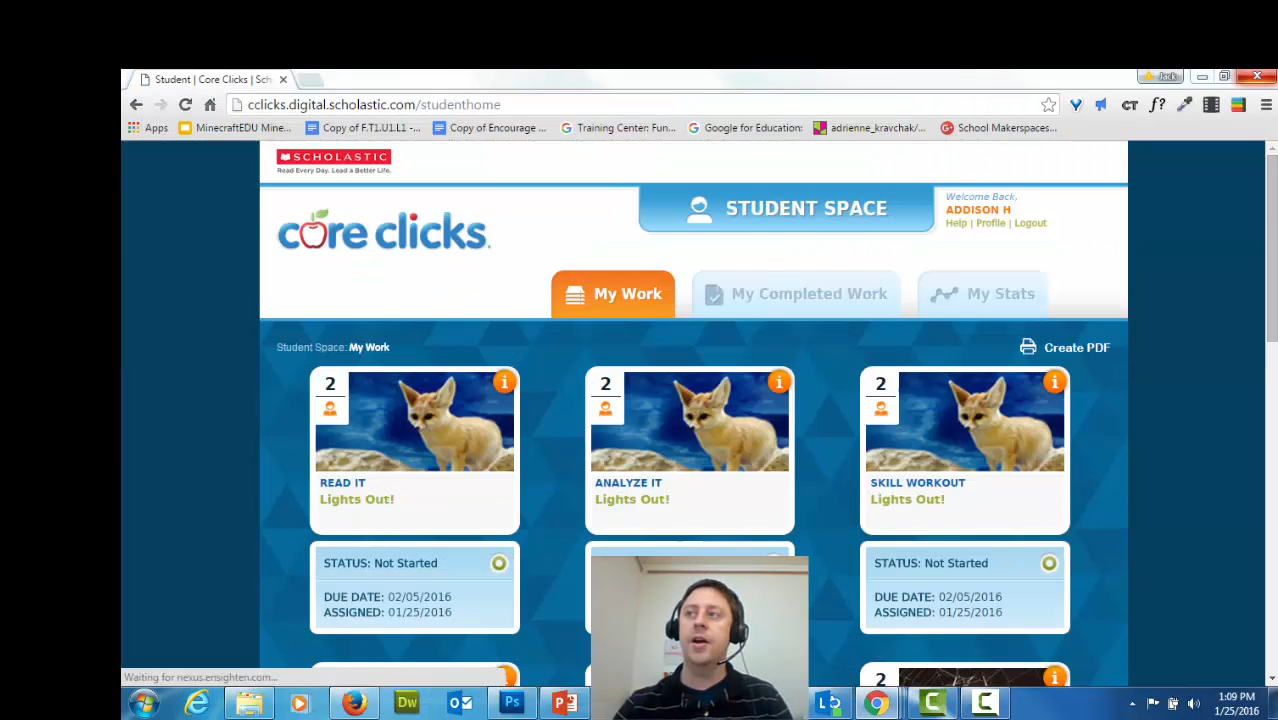 Student | Core Clicks | Sch
Jack
cclicks.digital.scholastic.com/studenthome
CT f?
Apps MinecraftEDU Mine... Copy of F.T1.U1.L1 -... Copy of Encourage ... Training Center: Fun... Google for Education: adrienne_kravchak/... School Makerspaces...
SCHOLASTIC
Read Every Day. Lead a Better Life.
core clicks.
STUDENT SPACE
Welcome Back,
ADDISON H
Help | Profile | Logout
My Work My Completed Work My Stats
Student Space: My Work
Create PDF
2 i 2 i 2 i
READ IT ANALYZE IT SKILL WORKOUT
Lights Out! Lights Out! Lights Out!
STATUS: Not Started STATUS: Not Started
DUE DATE: 02/05/2016 DUE DATE: 02/05/2016
ASSIGNED: 01/25/2016 ASSIGNED: 01/25/2016
2 i
Waiting for nexus.ensighten.com...
Dw Ps
1:09 PM
1/25/2016